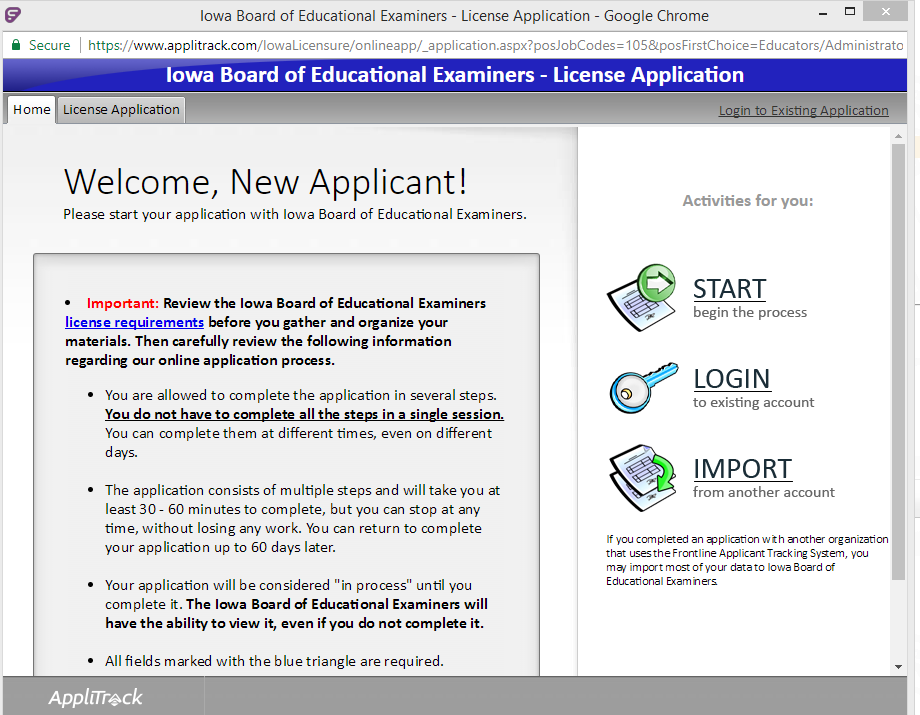 Iowa Board of Educational Examiners - License Application - Google Chrome
Secure https://www.applitrack.com/IowaLicensure/onlineapp/_application.aspx?posJobCodes=105&posFirstChoice=Educators/Administrato
Iowa Board of Educational Examiners - License Application
Home License Application Login to Existing Application
Welcome, New Applicant!
Please start your application with Iowa Board of Educational Examiners.
• Important: Review the Iowa Board of Educational Examiners
license requirements before you gather and organize your
materials. Then carefully review the following information
regarding our online application process.
• You are allowed to complete the application in several steps.
You do not have to complete all the steps in a single session.
You can complete them at different times, even on different
days.
• The application consists of multiple steps and will take you at
least 30 - 60 minutes to complete, but you can stop at any
time, without losing any work. You can return to complete
your application up to 60 days later.
• Your application will be considered "in process" until you
complete it. The Iowa Board of Educational Examiners will
have the ability to view it, even if you do not complete it.
• All fields marked with the blue triangle are required.
Activities for you:
START
begin the process
LOGIN
to existing account
IMPORT
from another account
If you completed an application with another organization
that uses the Frontline Applicant Tracking System, you
may import most of your data to Iowa Board of
Educational Examiners.
AppliTrack